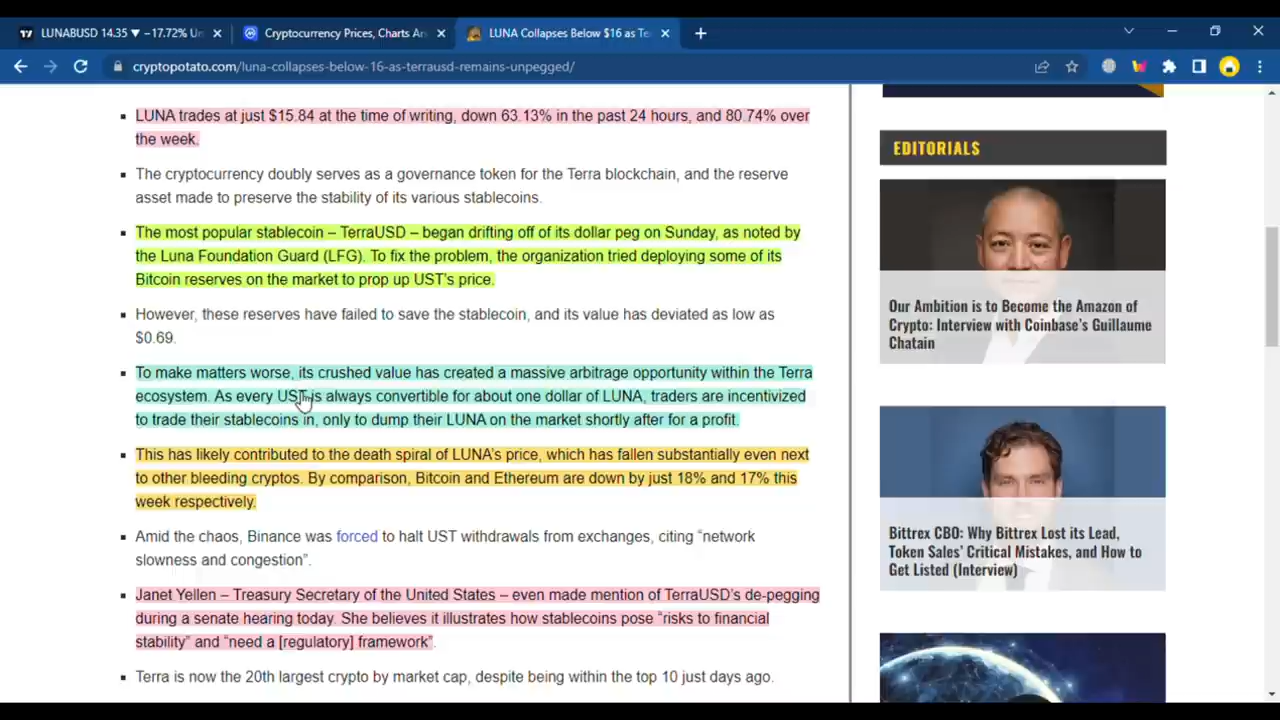 LUNABUSD 14.35 ▼ −17.72% Un
Cryptocurrency Prices, Charts An
LUNA Collapses Below $16 as Te
cryptopotato.com/luna-collapses-below-16-as-terrausd-remains-unpegged/
LUNA trades at just $15.84 at the time of writing, down 63.13% in the past 24 hours, and 80.74% over
the week.
The cryptocurrency doubly serves as a governance token for the Terra blockchain, and the reserve
asset made to preserve the stability of its various stablecoins.
The most popular stablecoin – TerraUSD – began drifting off of its dollar peg on Sunday, as noted by
the Luna Foundation Guard (LFG). To fix the problem, the organization tried deploying some of its
Bitcoin reserves on the market to prop up UST's price.
However, these reserves have failed to save the stablecoin, and its value has deviated as low as
$0.69.
To make matters worse, its crushed value has created a massive arbitrage opportunity within the Terra
ecosystem. As every UST is always convertible for about one dollar of LUNA, traders are incentivized
to trade their stablecoins in, only to dump their LUNA on the market shortly after for a profit.
This has likely contributed to the death spiral of LUNA's price, which has fallen substantially even next
to other bleeding cryptos. By comparison, Bitcoin and Ethereum are down by just 18% and 17% this
week respectively.
Amid the chaos, Binance was forced to halt UST withdrawals from exchanges, citing “network
slowness and congestion”.
Janet Yellen – Treasury Secretary of the United States – even made mention of TerraUSD's de-pegging
during a senate hearing today. She believes it illustrates how stablecoins pose “risks to financial
stability” and “need a [regulatory] framework”.
Terra is now the 20th largest crypto by market cap, despite being within the top 10 just days ago.
EDITORIALS
Our Ambition is to Become the Amazon of
Crypto: Interview with Coinbase's Guillaume
Chatain
Bittrex CBO: Why Bittrex Lost its Lead,
Token Sales' Critical Mistakes, and How to
Get Listed (Interview)